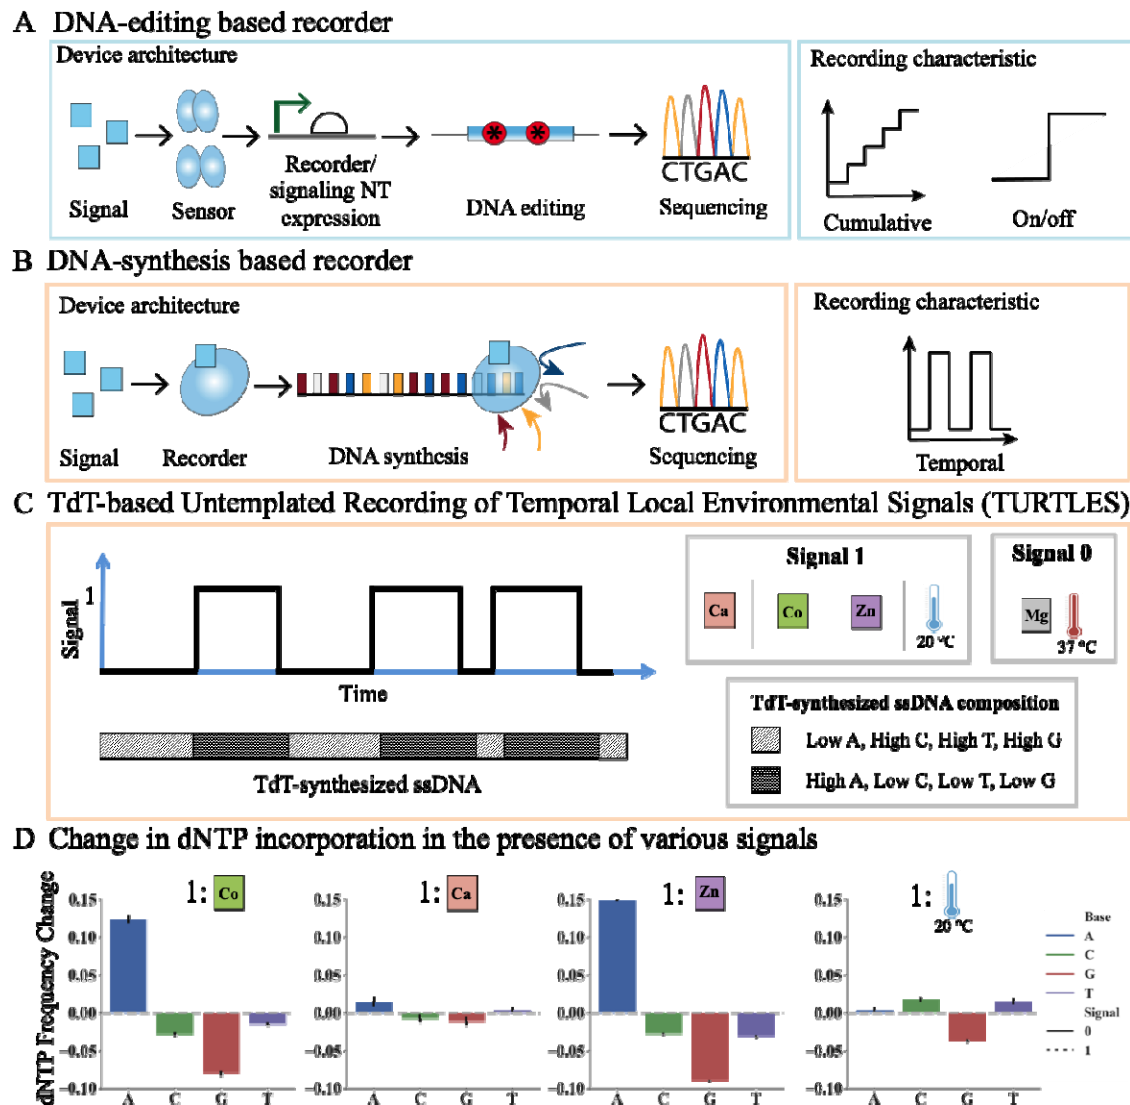 A DNA-editing based recorder
Device architecture
Signal
Sensor
Recorder/
signaling NT
expression
DNA editing
CTGAC
Sequencing
Recording characteristic
Cumulative
On/off
B DNA-synthesis based recorder
Device architecture
Signal
Recorder
DNA synthesis
CTGAC
Sequencing
Recording characteristic
Temporal
C TdT-based Untemplated Recording of Temporal Local Environmental Signals (TURTLES)
Signal
1
Time
TdT-synthesized ssDNA
Signal 1
Ca
Co
Zn
20 °C
Signal 0
Mg
37 °C
TdT-synthesized ssDNA composition
Low A, High C, High T, High G
High A, Low C, Low T, Low G
D Change in dNTP incorporation in the presence of various signals
dNTP Frequency Change
1: Co
0.15
0.10
0.05
0.00
−0.05
−0.10
A C G T
1: Ca
0.15
0.10
0.05
0.00
−0.05
−0.10
A C G T
1: Zn
0.15
0.10
0.05
0.00
−0.05
−0.10
A C G T
1:
20 °C
0.15
0.10
0.05
0.00
−0.05
−0.10
A C G T
Base
A
C
G
T
Signal
0
1